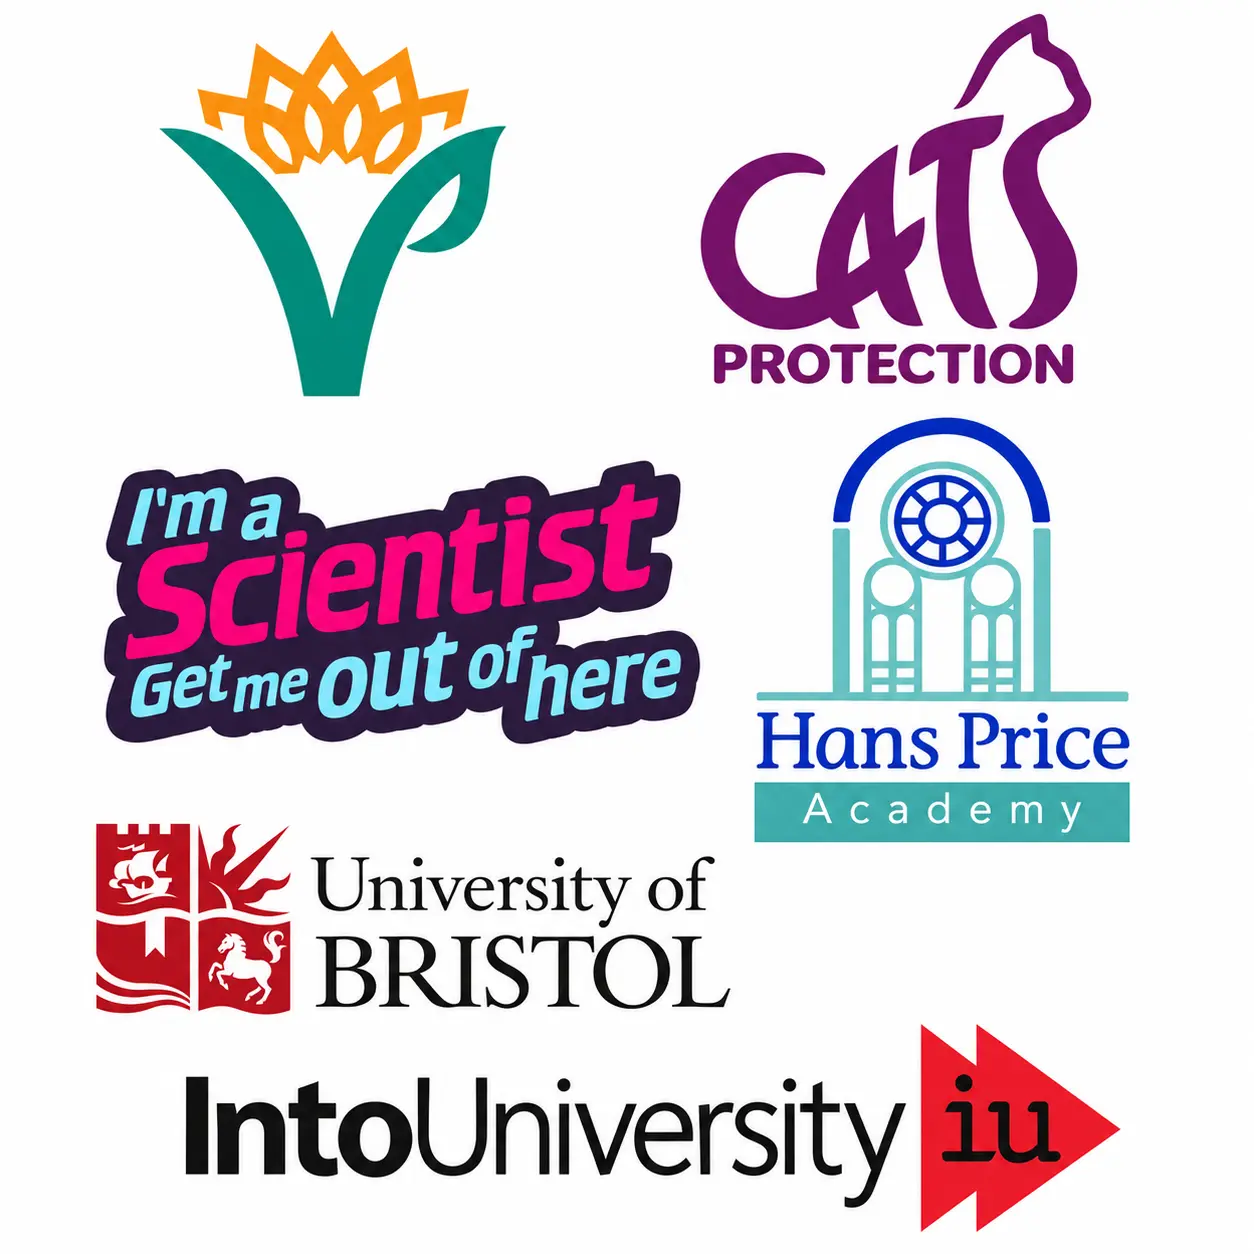 CATS
PROTECTION
I'm a
Scientist
Get me out of here
Hans Price
Academy
University of
BRISTOL
IntoUniversity iu